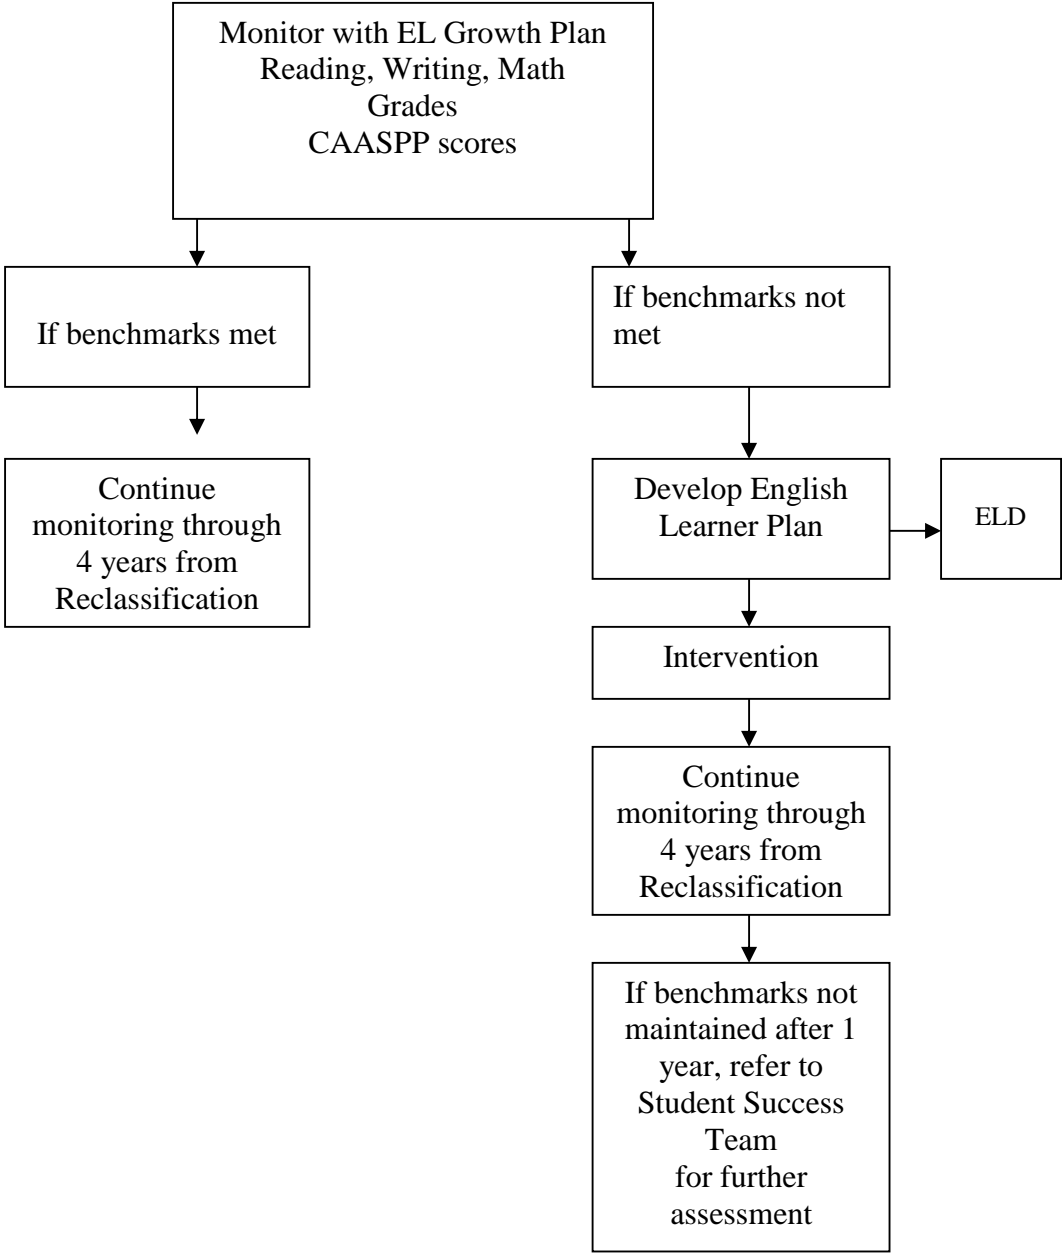 Monitor with EL Growth Plan
Reading, Writing, Math
Grades
CAASPP scores
If benchmarks met
If benchmarks not
met
Continue
monitoring through
4 years from
Reclassification
Develop English
Learner Plan
ELD
Intervention
Continue
monitoring through
4 years from
Reclassification
If benchmarks not
maintained after 1
year, refer to
Student Success
Team
for further
assessment